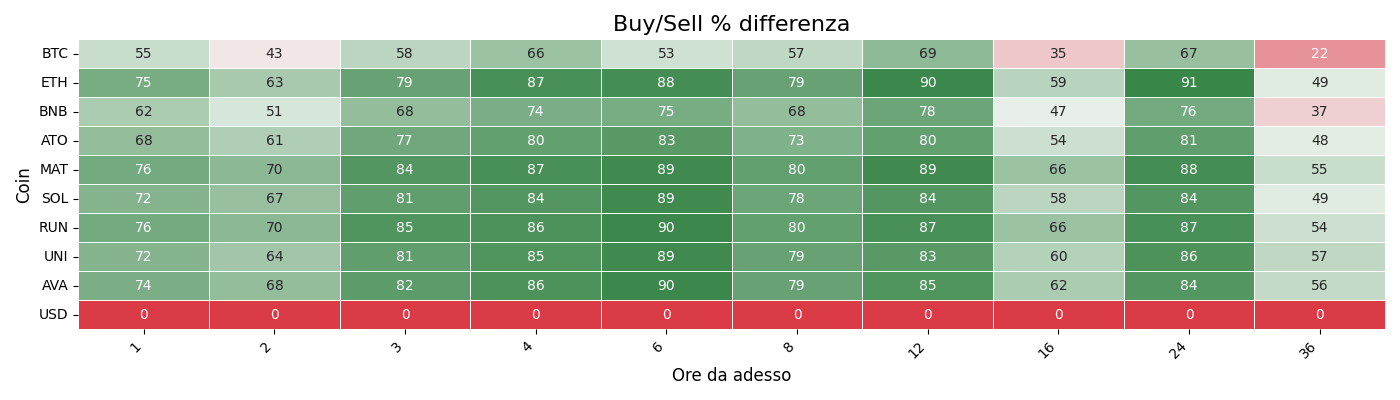 Buy/Sell % differenza
Coin
BTC 55 43 58 66 53 57 69 35 67 22
ETH 75 63 79 87 88 79 90 59 91 49
BNB 62 51 68 74 75 68 78 47 76 37
ATO 68 61 77 80 83 73 80 54 81 48
MAT 76 70 84 87 89 80 89 66 88 55
SOL 72 67 81 84 89 78 84 58 84 49
RUN 76 70 85 86 90 80 87 66 87 54
UNI 72 64 81 85 89 79 83 60 86 57
AVA 74 68 82 86 90 79 85 62 84 56
USD 0 0 0 0 0 0 0 0 0 0
1 2 3 4 6 8 12 16 24 36
Ore da adesso